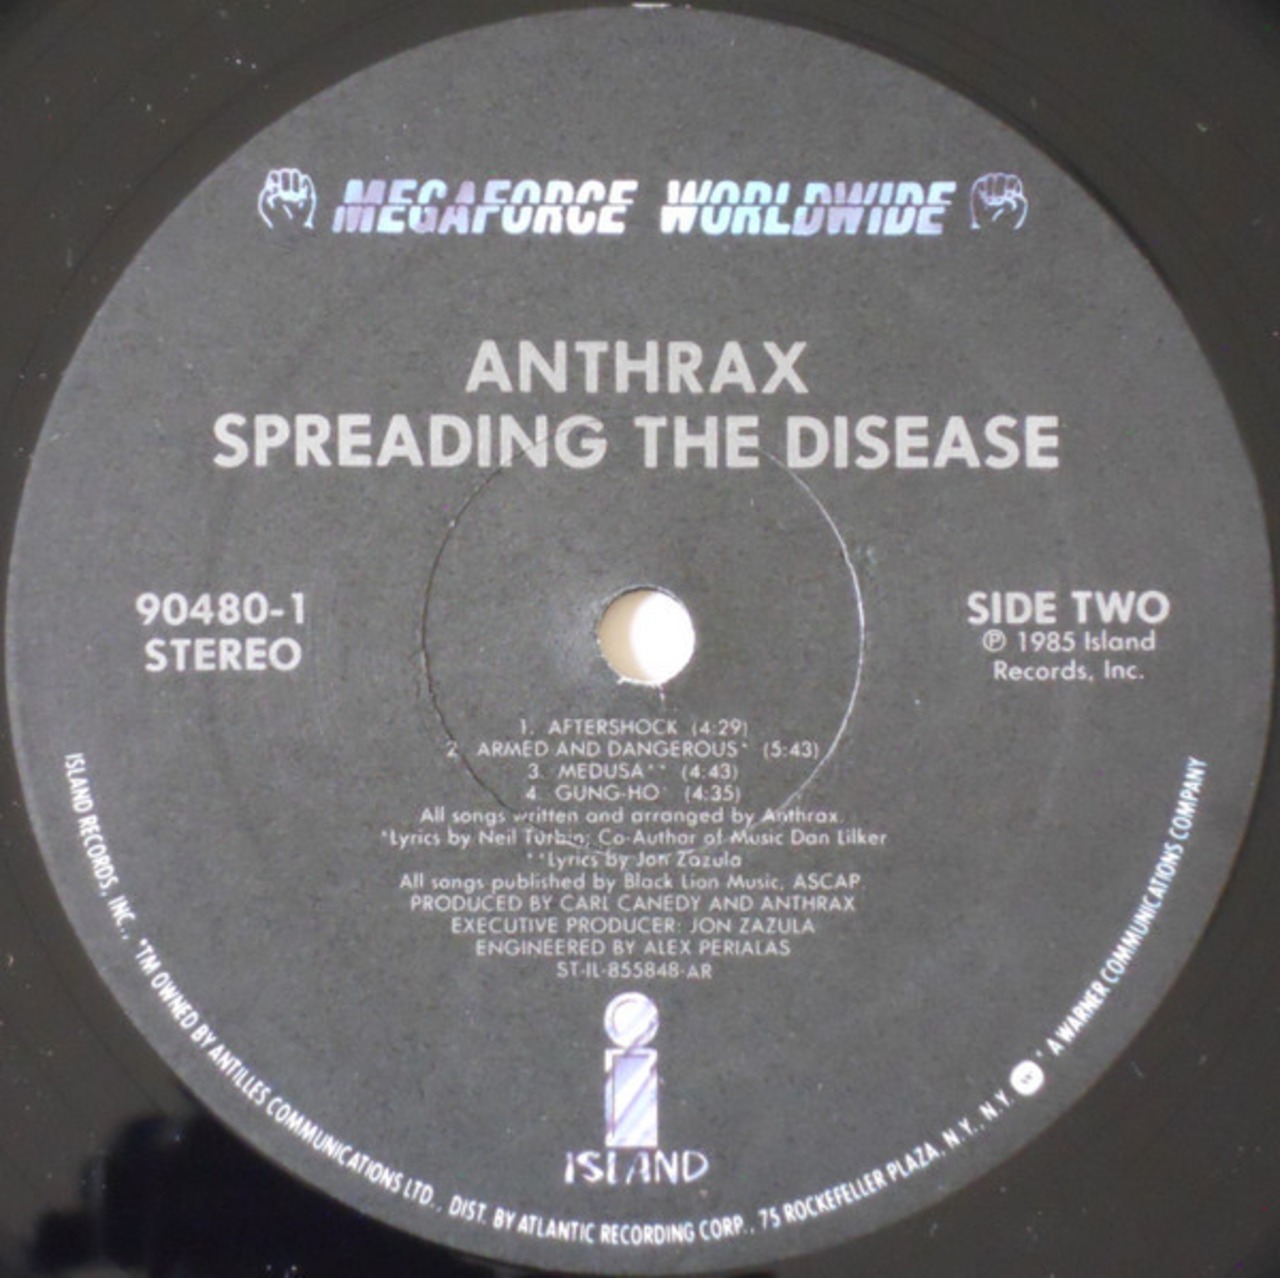 MEGAFORCE WORLDWIDE
ANTHRAX
SPREADING THE DISEASE
90480-1
STEREO
SIDE TWO
℗ 1985 Island
Records, Inc.
1. AFTERSHOCK (4:29)
2. ARMED AND DANGEROUS* (5:43)
3. MEDUSA** (4:43)
4. GUNG-HO* (4:35)
All songs written and arranged by Anthrax.
*Lyrics by Neil Turbin; Co-Author of Music Dan Lilker
**Lyrics by Jon Zazula
All songs published by Black Lion Music, ASCAP.
PRODUCED BY CARL CANEDY AND ANTHRAX
EXECUTIVE PRODUCER: JON ZAZULA
ENGINEERED BY ALEX PERIALAS
ST-IL-855848-AR
i
ISLAND
ISLAND RECORDS, INC., *TM OWNED BY ANTILLES COMMUNICATIONS LTD., DIST. BY ATLANTIC RECORDING CORP., 75 ROCKEFELLER PLAZA, N.Y., N.Y. W * A WARNER COMMUNICATIONS COMPANY